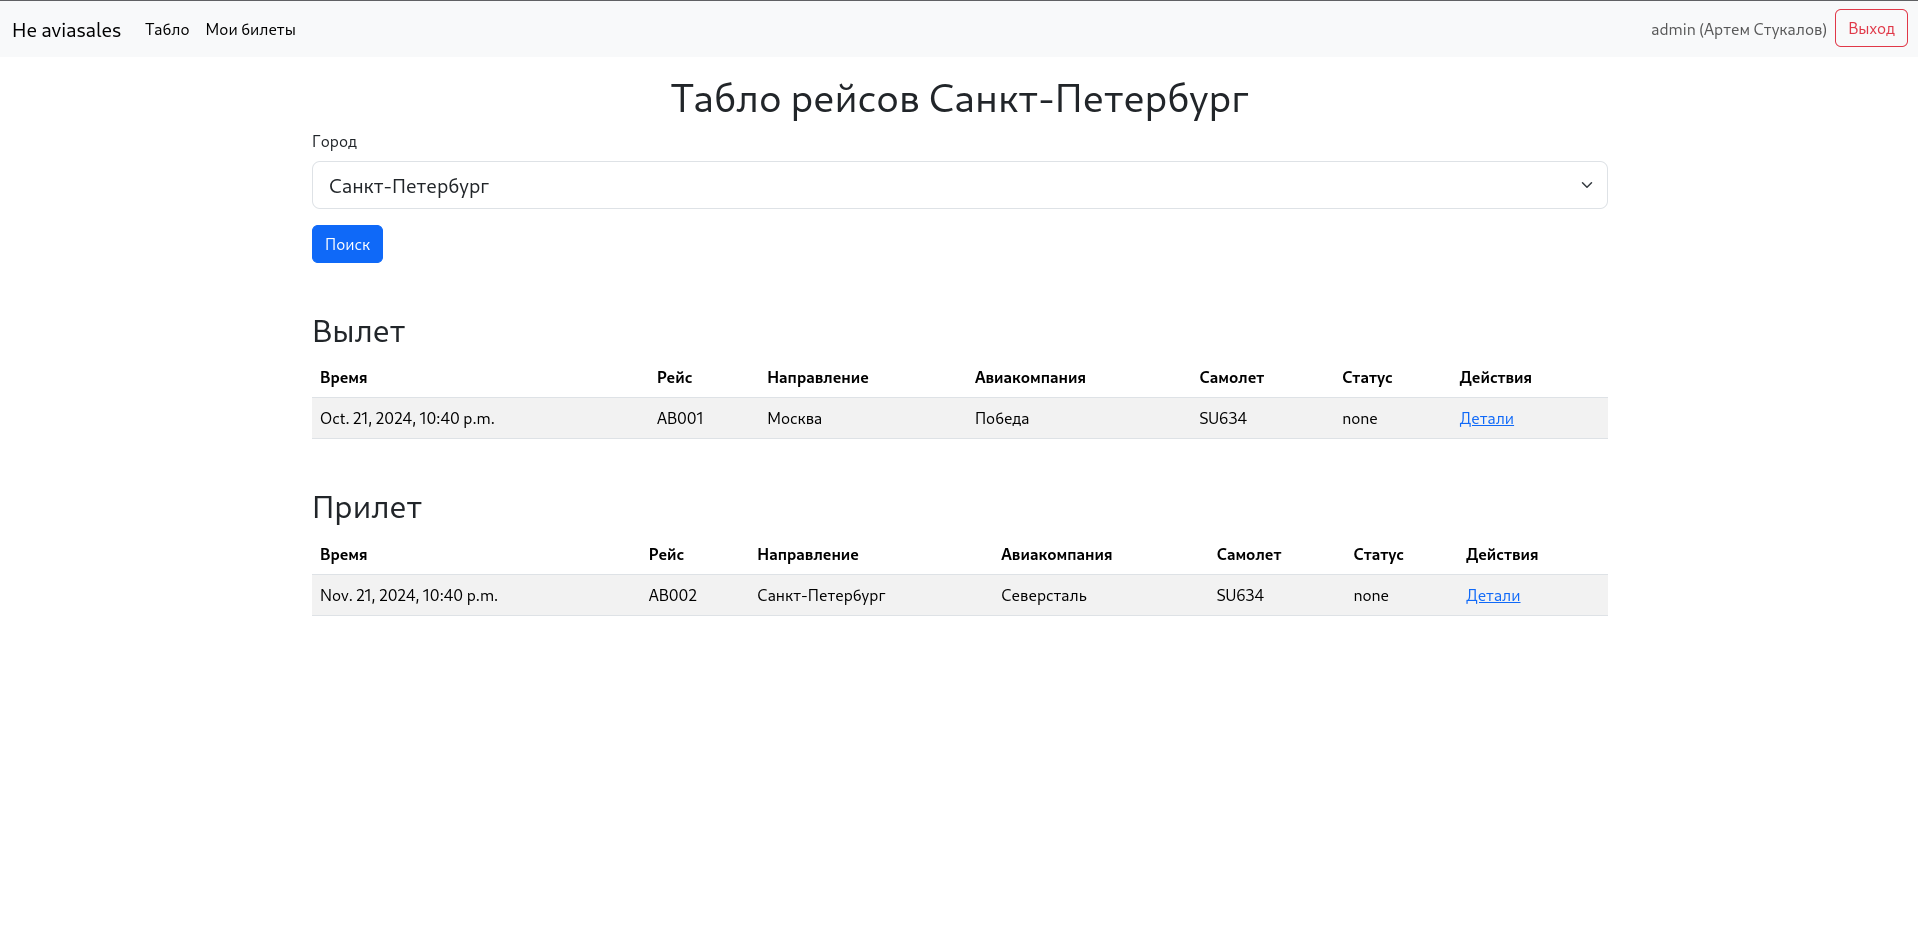 Не aviasales Табло Мои билеты admin (Артем Стукалов) Выход
Табло рейсов Санкт-Петербург
Город
Санкт-Петербург
Поиск
Вылет
Время Рейс Направление Авиакомпания Самолет Статус Действия
Oct. 21, 2024, 10:40 p.m. AB001 Москва Победа SU634 none Детали
Прилет
Время Рейс Направление Авиакомпания Самолет Статус Действия
Nov. 21, 2024, 10:40 p.m. AB002 Санкт-Петербург Северсталь SU634 none Детали